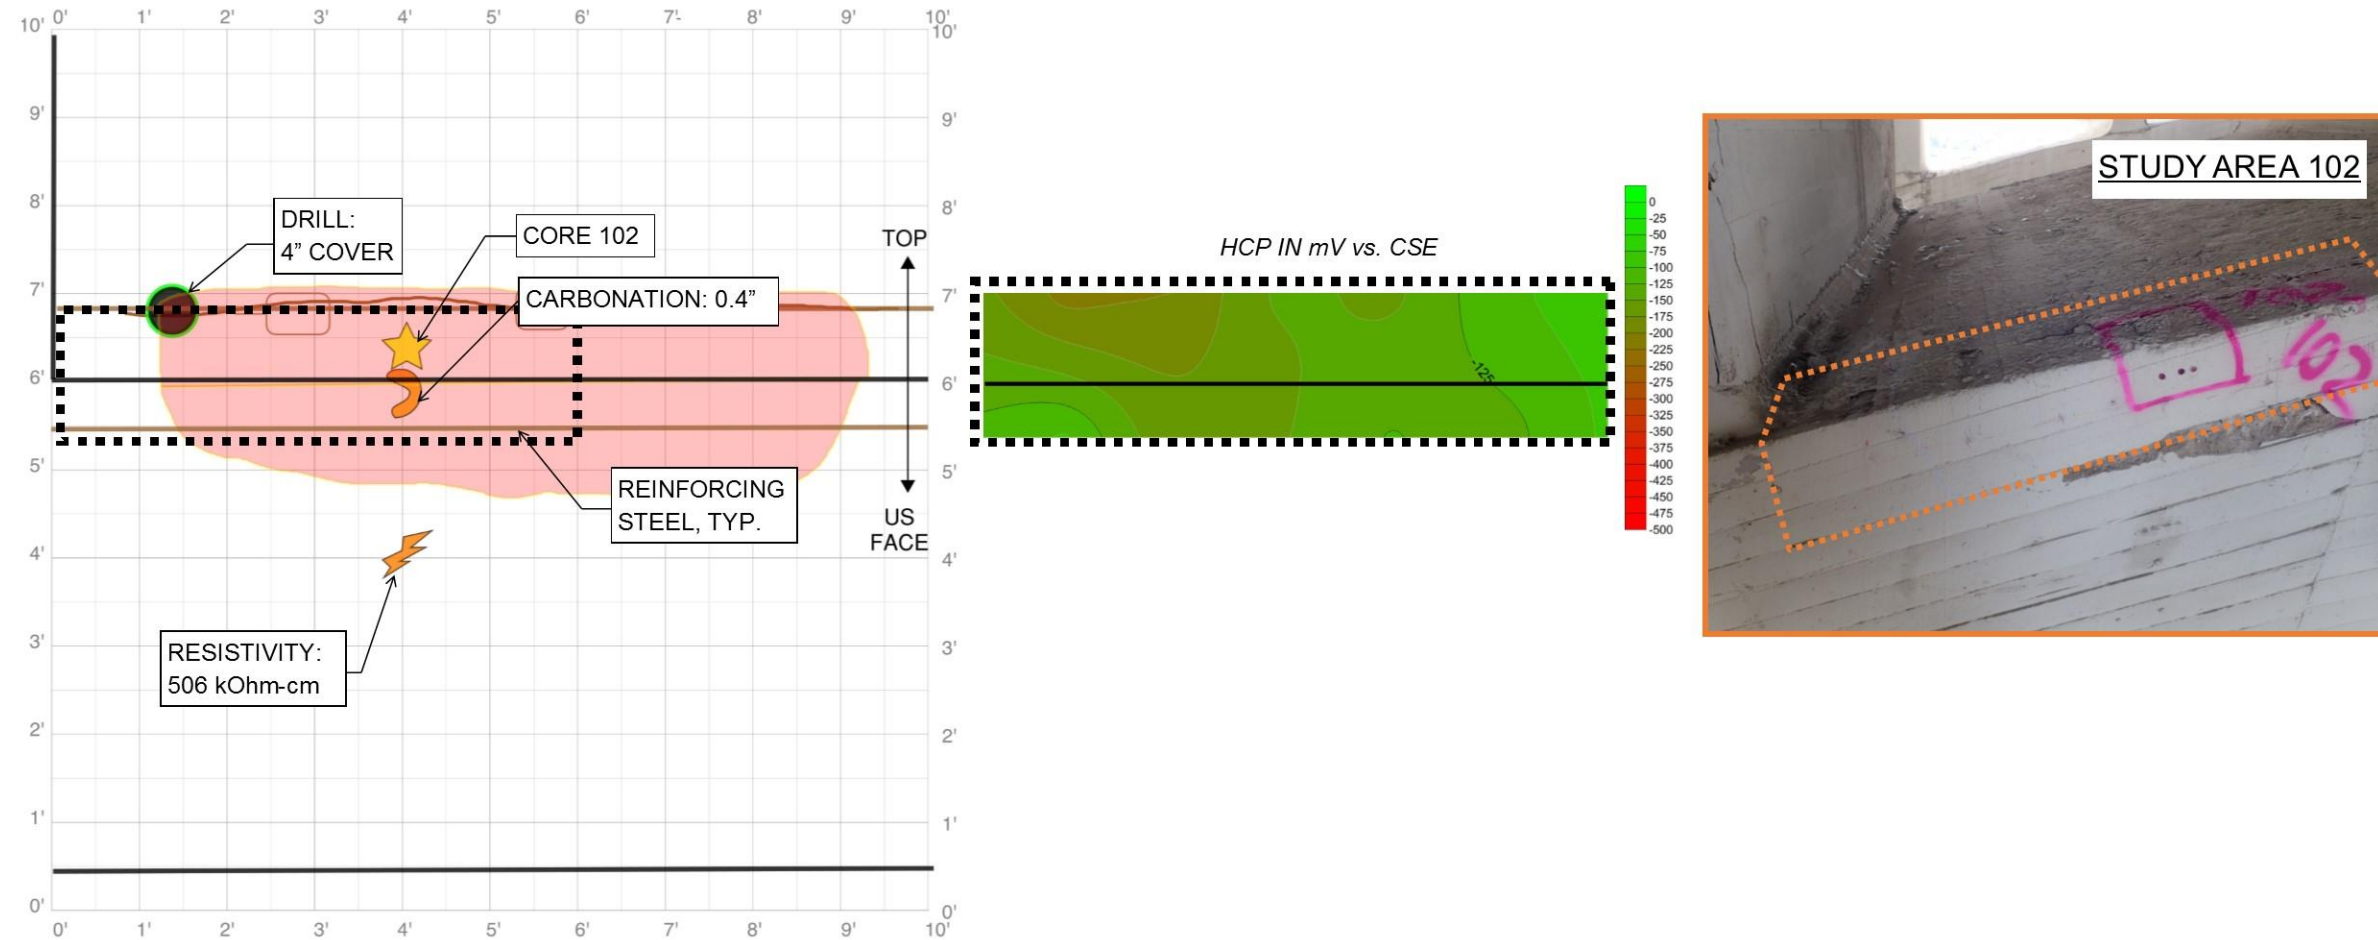 0' 1' 2' 3' 4' 5' 6' 7'- 8' 9' 10'
10' 10'
9' 9'
8' 8'
7' 7'
6' 6'
5' 5'
4' 4'
3' 3'
2' 2'
1' 1'
0' 0'
0' 1' 2' 3' 4' 5' 6' 7' 8' 9' 10'
DRILL:
4” COVER
CORE 102
CARBONATION: 0.4”
TOP
REINFORCING
STEEL, TYP.
US
FACE
RESISTIVITY:
506 kOhm-cm
HCP IN mV vs. CSE
-125
0
-25
-50
-75
-100
-125
-150
-175
-200
-225
-250
-275
-300
-325
-350
-375
-400
-425
-450
-475
-500
STUDY AREA 102
102
102